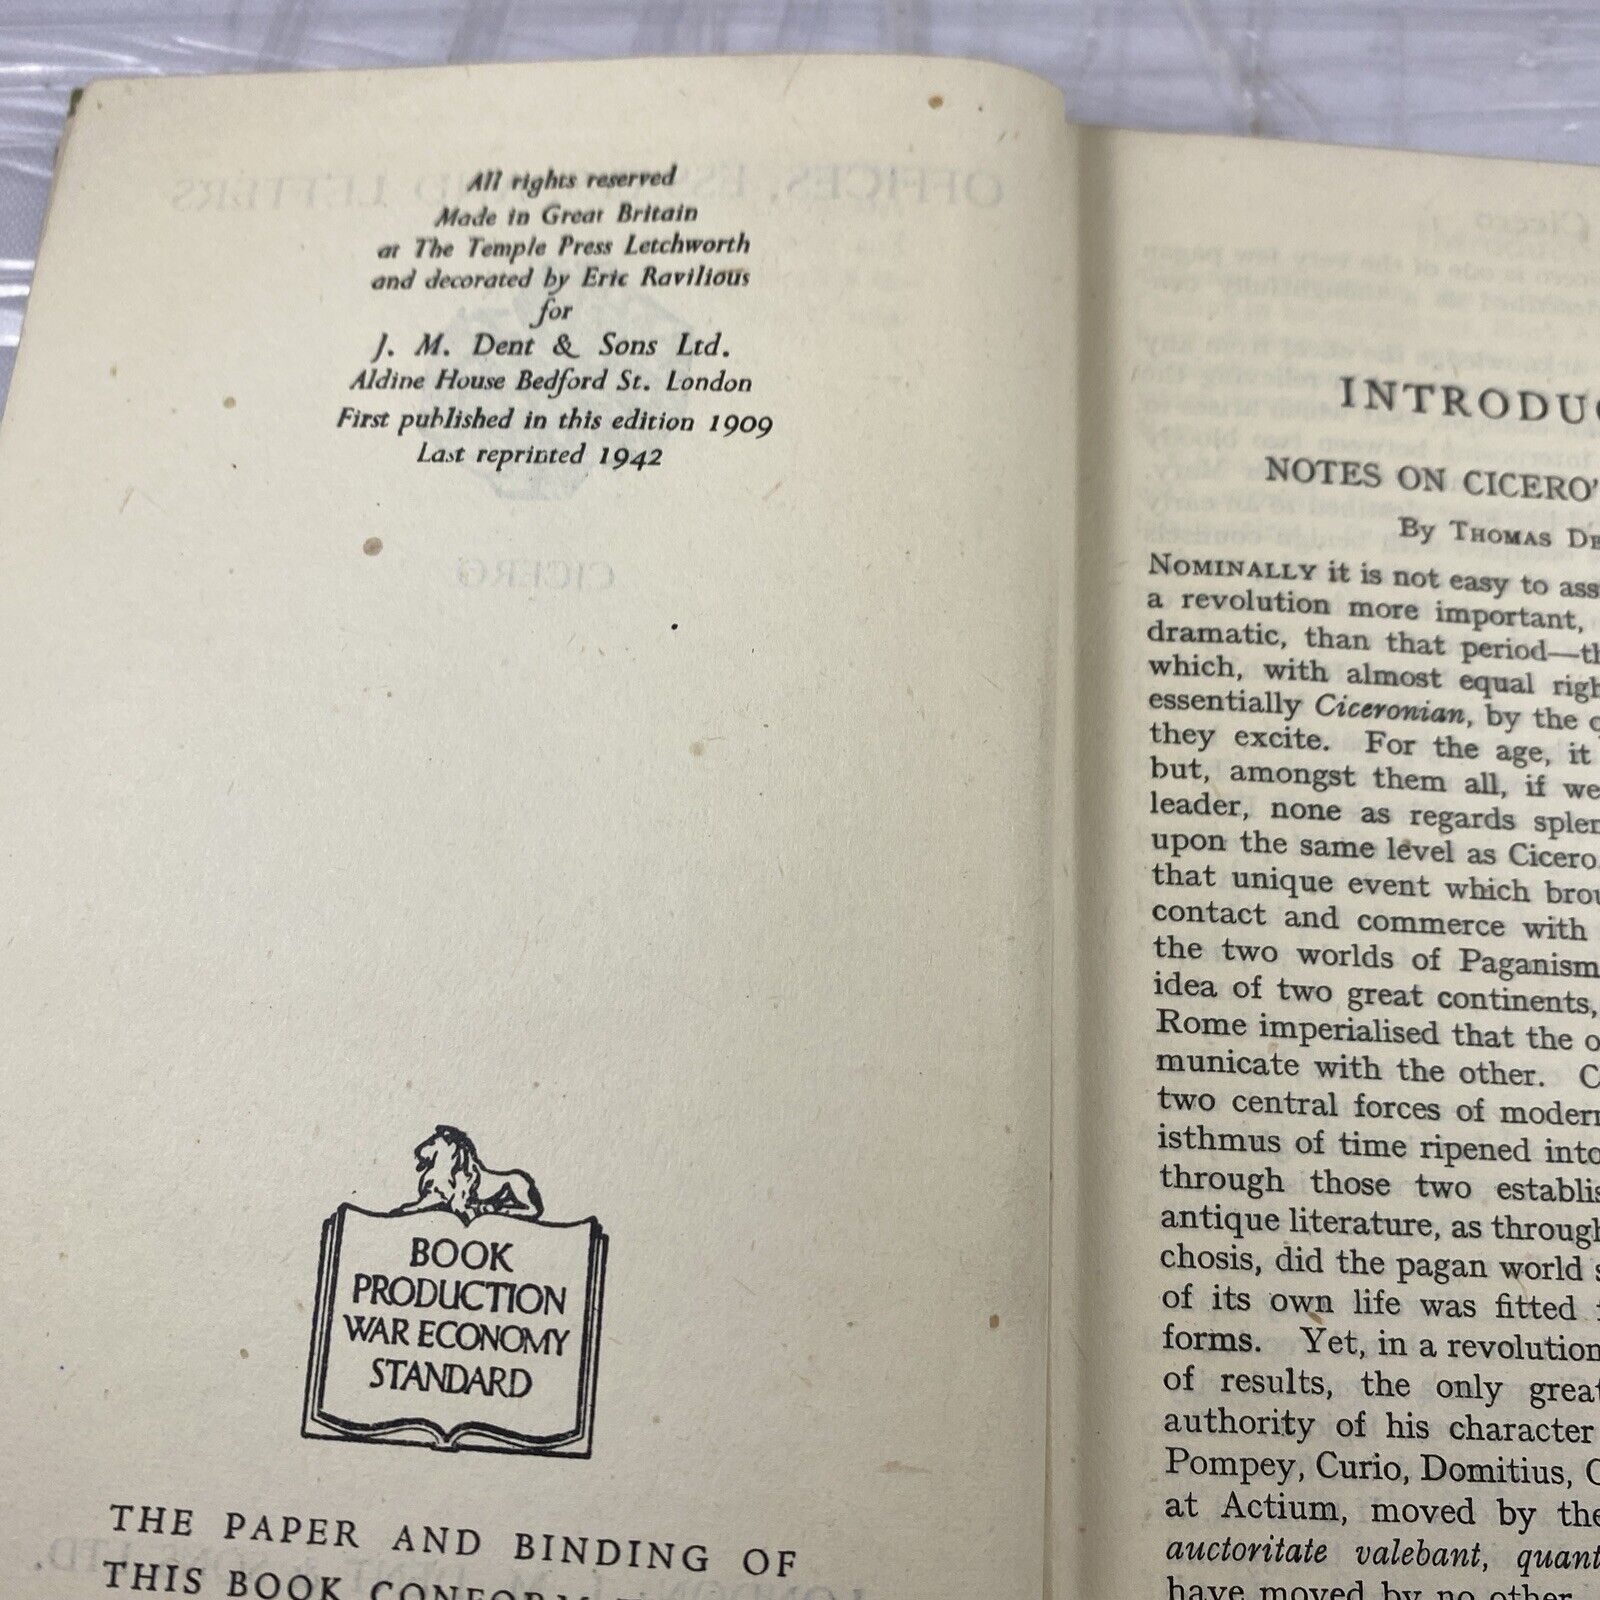 All rights reserved
Made in Great Britain
at The Temple Press Letchworth
and decorated by Eric Ravilious
for
J. M. Dent & Sons Ltd.
Aldine House Bedford St. London
First published in this edition 1909
Last reprinted 1942
BOOK
PRODUCTION
WAR ECONOMY
STANDARD
THE PAPER AND BINDING OF
THIS BOOK
INTRODUC
NOTES ON CICERO'
By THOMAS DE
NOMINALLY it is not easy to ass
a revolution more important,
dramatic, than that period—th
which, with almost equal righ
essentially Ciceronian, by the q
they excite. For the age, it
but, amongst them all, if we
leader, none as regards splen
upon the same level as Cicero.
that unique event which brou
contact and commerce with
the two worlds of Paganism
idea of two great continents,
Rome imperialised that the o
municate with the other. C
two central forces of modern
isthmus of time ripened into
through those two establis
antique literature, as through
chosis, did the pagan world s
of its own life was fitted f
forms. Yet, in a revolution
of results, the only great
authority of his character
Pompey, Curio, Domitius, C
at Actium, moved by the
auctoritate valebant, quant
have moved by no other